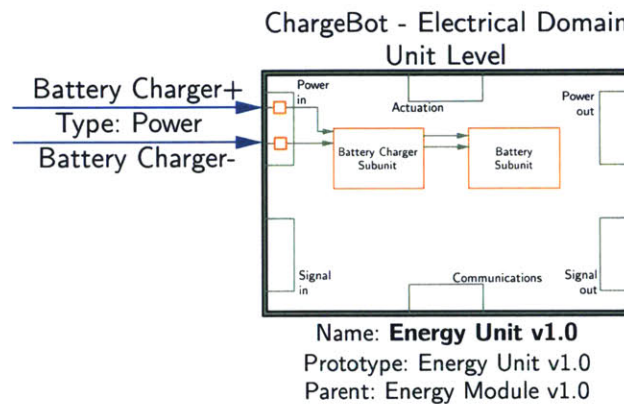 ChargeBot - Electrical Domain
Unit Level
Battery Charger+
Type: Power
Battery Charger-
Power
in
Actuation
Power
out
Battery Charger
Subunit
Battery
Subunit
Signal
in
Communications
Signal
out
Name: Energy Unit v1.0
Prototype: Energy Unit v1.0
Parent: Energy Module v1.0